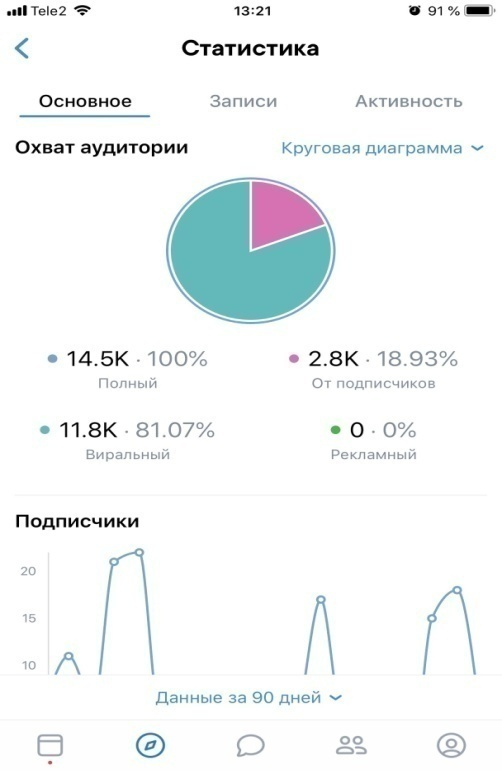 Tele2 13:21 91 %
Статистика
Основное Записи Активность
Охват аудитории Круговая диаграмма
14.5K · 100% 2.8K · 18.93%
Полный От подписчиков
11.8K · 81.07% 0 · 0%
Виральный Рекламный
Подписчики
20
15
10
Данные за 90 дней